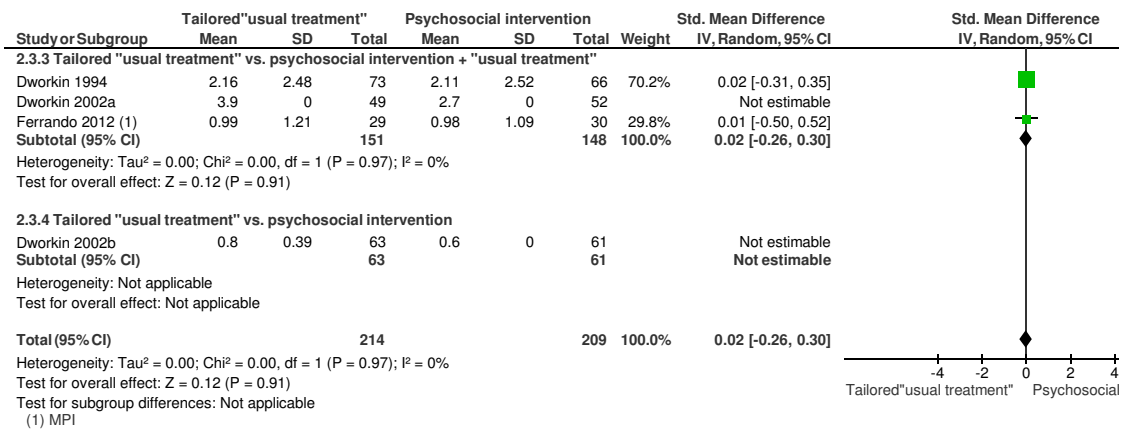 Tailored"usual treatment" Psychosocial intervention Std. Mean Difference Std. Mean Difference
Study or Subgroup Mean SD Total Mean SD Total Weight IV, Random, 95% CI IV, Random, 95% CI
2.3.3 Tailored "usual treatment" vs. psychosocial intervention + "usual treatment"
Dworkin 1994 2.16 2.48 73 2.11 2.52 66 70.2% 0.02 [-0.31, 0.35]
Dworkin 2002a 3.9 0 49 2.7 0 52 Not estimable
Ferrando 2012 (1) 0.99 1.21 29 0.98 1.09 30 29.8% 0.01 [-0.50, 0.52]
Subtotal (95% CI) 151 148 100.0% 0.02 [-0.26, 0.30]
Heterogeneity: Tau² = 0.00; Chi² = 0.00, df = 1 (P = 0.97); I² = 0%
Test for overall effect: Z = 0.12 (P = 0.91)
2.3.4 Tailored "usual treatment" vs. psychosocial intervention
Dworkin 2002b 0.8 0.39 63 0.6 0 61 Not estimable
Subtotal (95% CI) 63 61 Not estimable
Heterogeneity: Not applicable
Test for overall effect: Not applicable
Total (95% CI) 214 209 100.0% 0.02 [-0.26, 0.30]
Heterogeneity: Tau² = 0.00; Chi² = 0.00, df = 1 (P = 0.97); I² = 0%
Test for overall effect: Z = 0.12 (P = 0.91)
Test for subgroup differences: Not applicable
(1) MPI
-4 -2 0 2 4
Tailored"usual treatment" Psychosocial